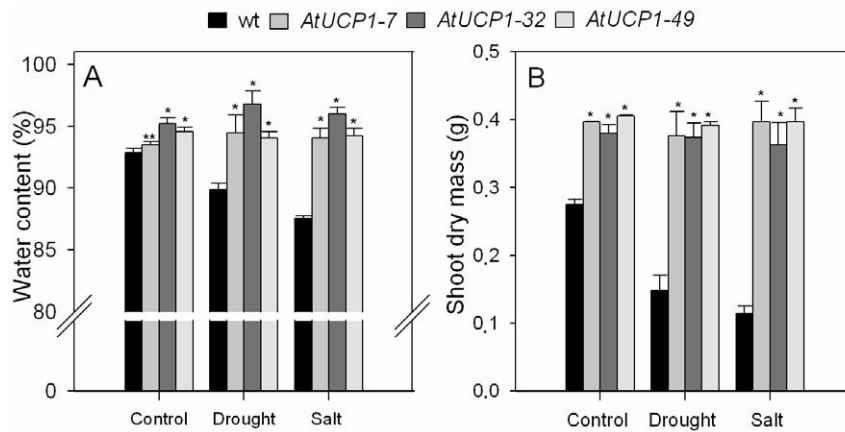 wt AtUCP1-7 AtUCP1-32 AtUCP1-49
A
Water content (%)
100
95
90
85
80
0
** * *
* * *
* * *
Control Drought Salt
B
Shoot dry mass (g)
0.5
0.4
0.3
0.2
0.1
0.0
* * *
* * *
* * *
Control Drought Salt